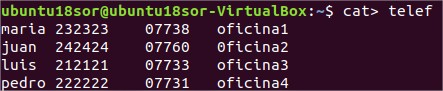 ubuntu18sor@ubuntu18sor-VirtualBox:~$ cat> telef
maria 232323    07738   oficina1
juan  242424    07760   0ficina2
luis  212121    07733   oficina3
pedro 222222    07731   oficina4